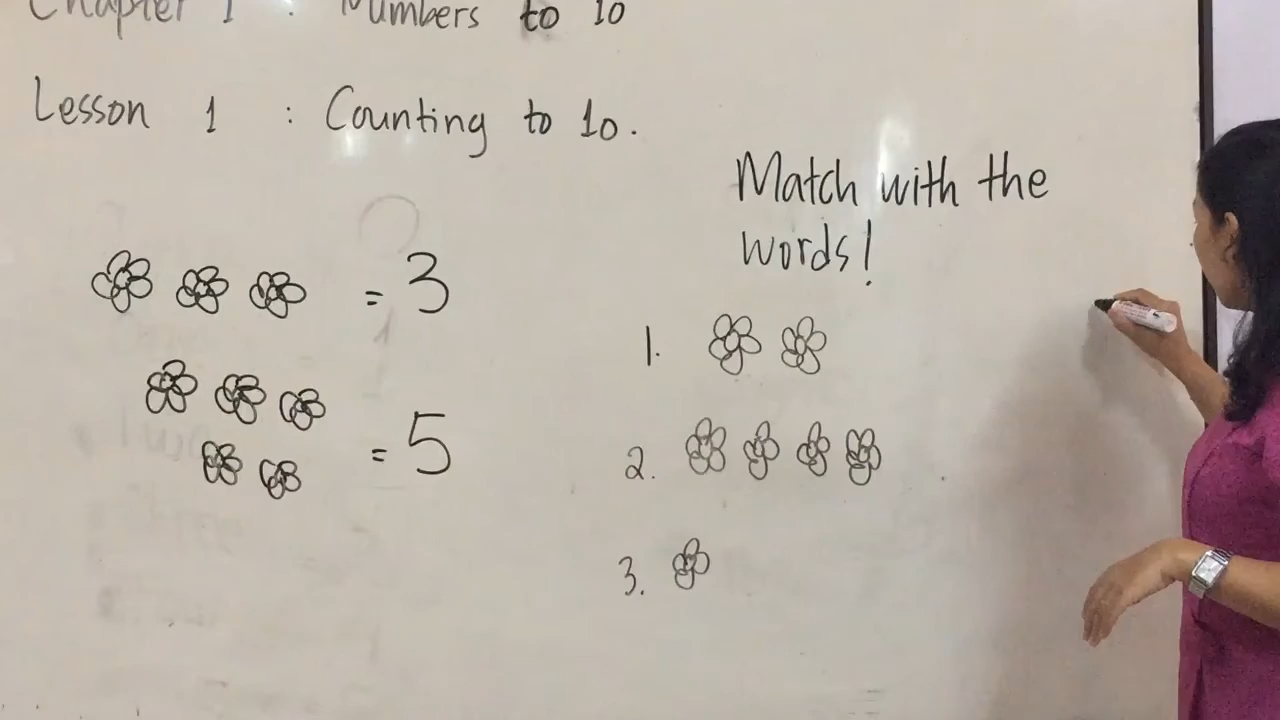 Chapter 1 : Numbers to 10
Lesson 1 : Counting to 10.
= 3
= 5
Match with the
words!
1.
2.
3.